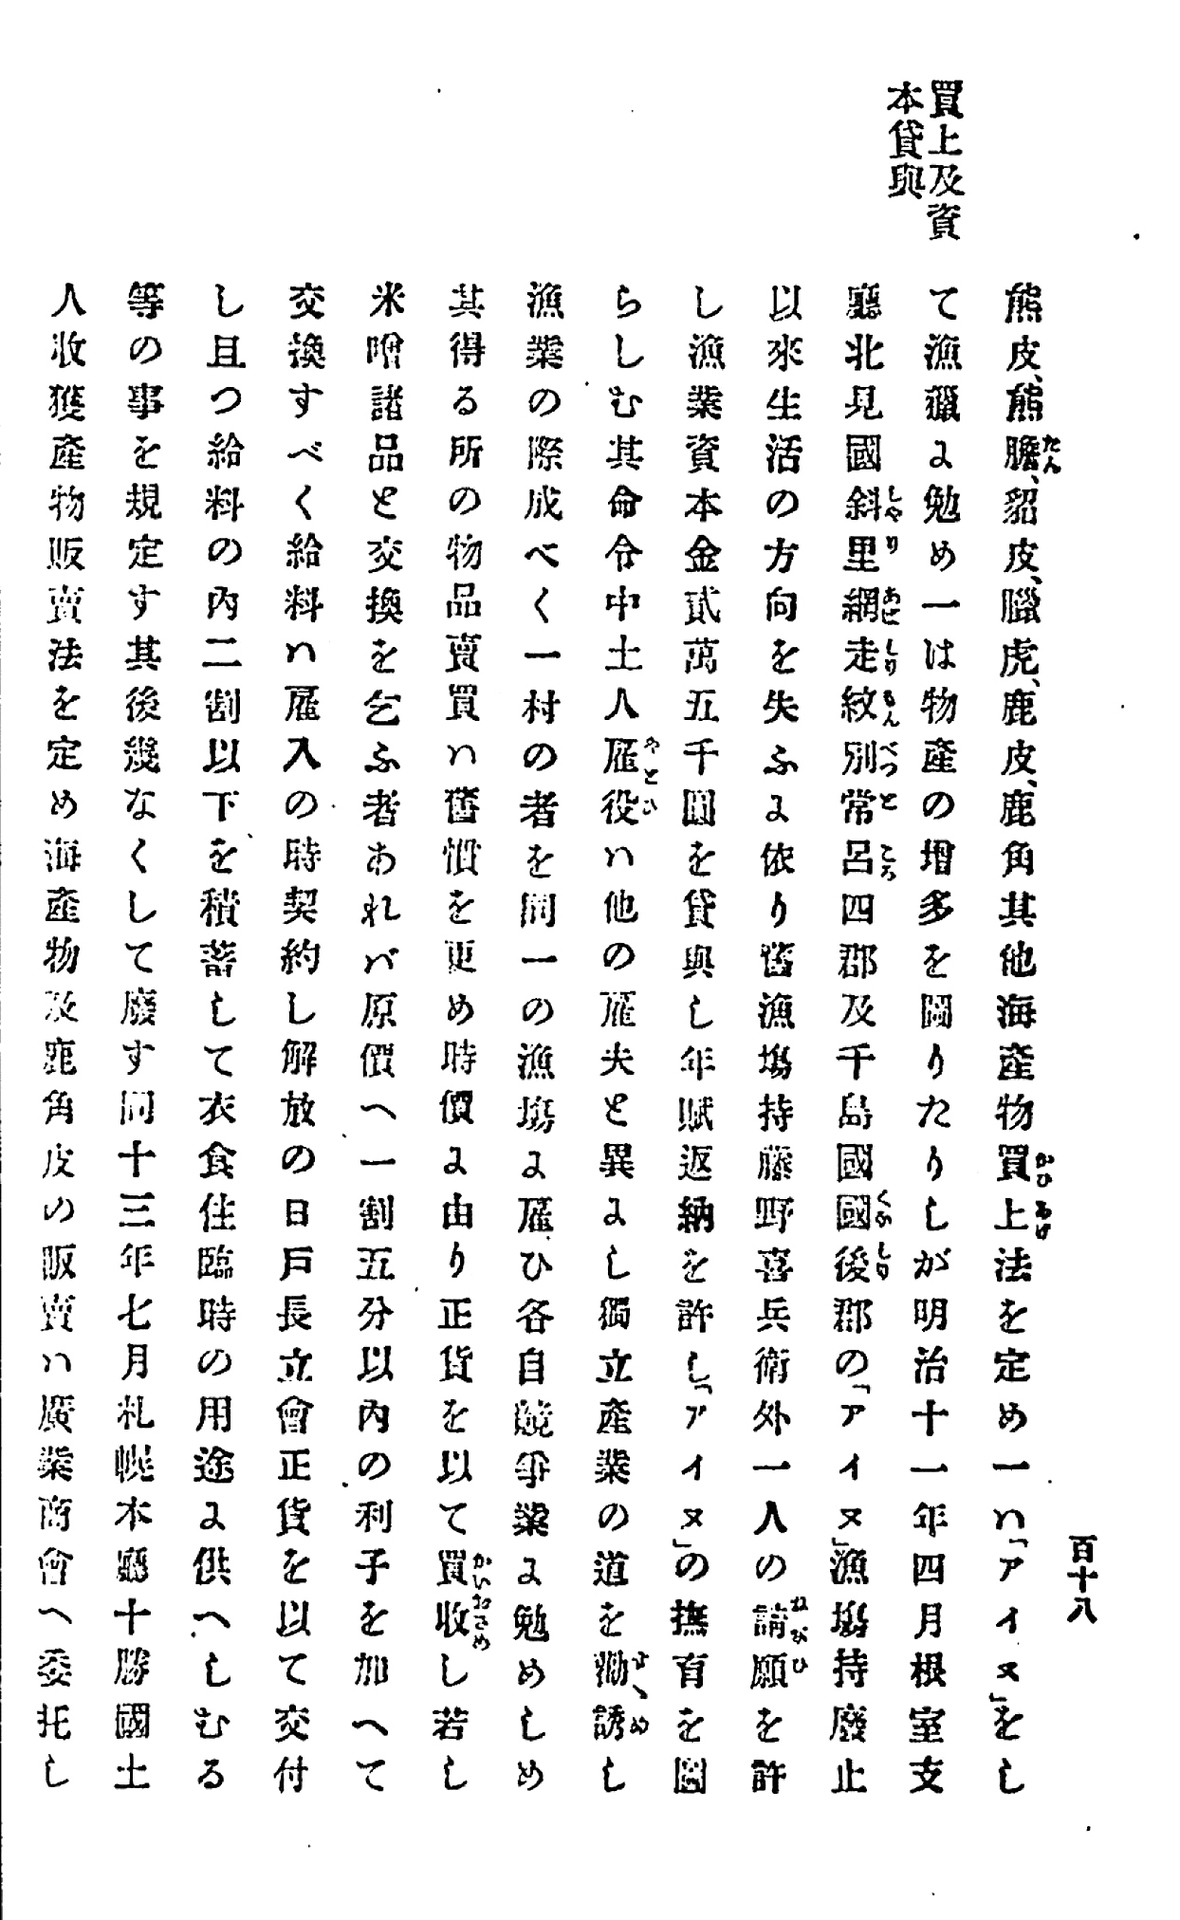 百十八
買上及資
本貸與
熊皮、熊膽、貂皮、臘虎、鹿皮、鹿角其他海產物買上法を定め一ハ「アイヌ」をし
て漁獵に勉め一は物產の增多を圖りたりしが明治十一年四月根室支
廳北見國斜里網走紋別常呂四郡及千島國國後郡の「アイヌ」漁塲持廢止
以來生活の方向を失ふに依り舊漁塲持藤野喜兵衛外一人の請願を許
し漁業資本金貳萬五千圓を貸與し年賦返納を許し「アイヌ」の撫育を圖
らしむ其命令中土人雇役ハ他の雇夫と異にし獨立產業の道を勸誘し
漁業の際成べく一村の者を同一の漁塲に雇ひ各自競爭業に勉めしめ
其得る所の物品賣買ハ舊慣を更め時價に由り正貨を以て買收し若し
米噌諸品と交換を乞ふ者あれバ原價へ一割五分以內の利子を加へて
交換すべく給料ハ雇入の時契約し解放の日戶長立會正貨を以て交付
し且つ給料の內二割以下を積蓄して衣食住臨時の用途に供へしむる
等の事を規定す其後幾なくして廢す同十三年七月札幌本廳十勝國土
人收獲產物販賣法を定め海產物及鹿角皮の販賣ハ廣業商會へ委托し